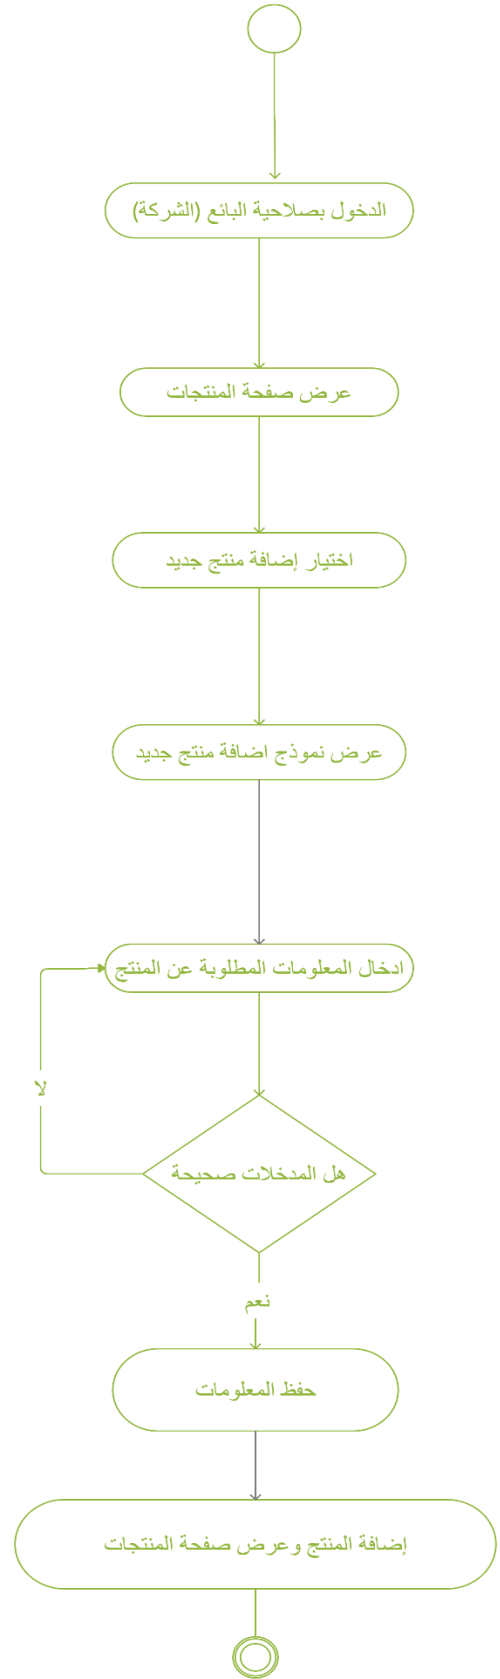 الدخول بصلاحية البائع (الشركة)
عرض صفحة المنتجات
اختيار إضافة منتج جديد
عرض نموذج اضافة منتج جديد
ادخال المعلومات المطلوبة عن المنتج
لا
هل المدخلات صحيحة
نعم
حفظ المعلومات
إضافة المنتج وعرض صفحة المنتجات